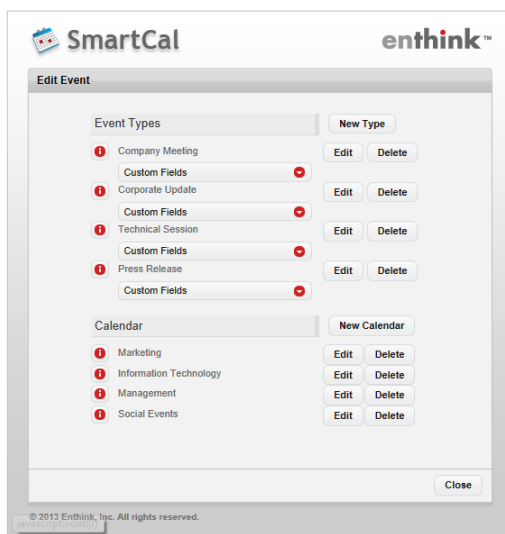 SmartCal
enthink™
Edit Event
Event Types
New Type
Company Meeting
Edit Delete
Custom Fields
Corporate Update
Edit Delete
Custom Fields
Technical Session
Edit Delete
Custom Fields
Press Release
Edit Delete
Custom Fields
Calendar
New Calendar
Marketing
Edit Delete
Information Technology
Edit Delete
Management
Edit Delete
Social Events
Edit Delete
Close
© 2013 Enthink, Inc. All rights reserved.
javascript:void(0)